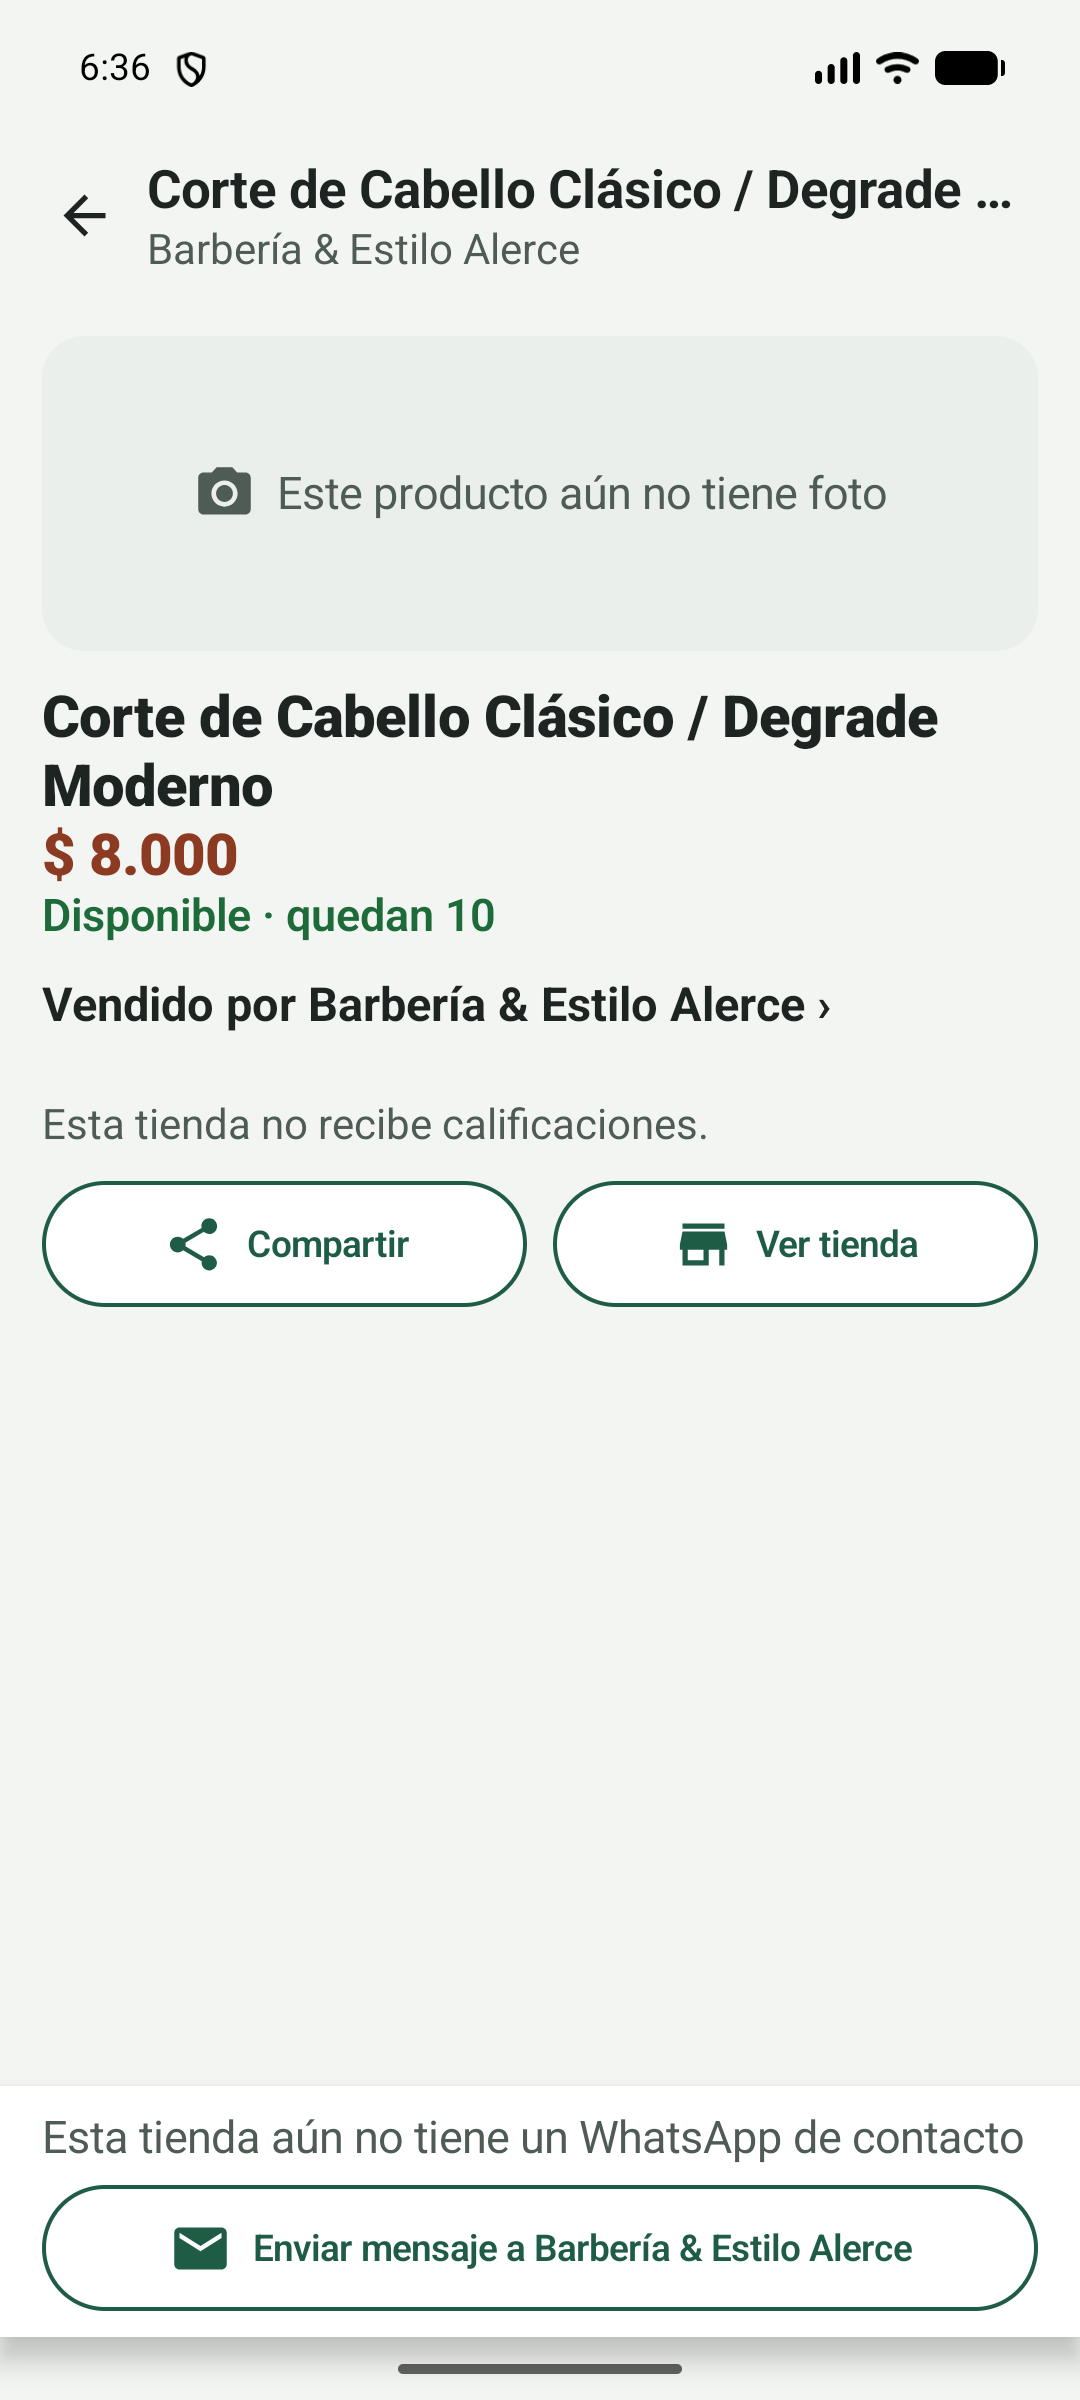 6:36
Corte de Cabello Clásico / Degrade ...
Barbería & Estilo Alerce
Este producto aún no tiene foto
Corte de Cabello Clásico / Degrade
Moderno
$ 8.000
Disponible · quedan 10
Vendido por Barbería & Estilo Alerce ›
Esta tienda no recibe calificaciones.
Compartir
Ver tienda
Esta tienda aún no tiene un WhatsApp de contacto
Enviar mensaje a Barbería & Estilo Alerce